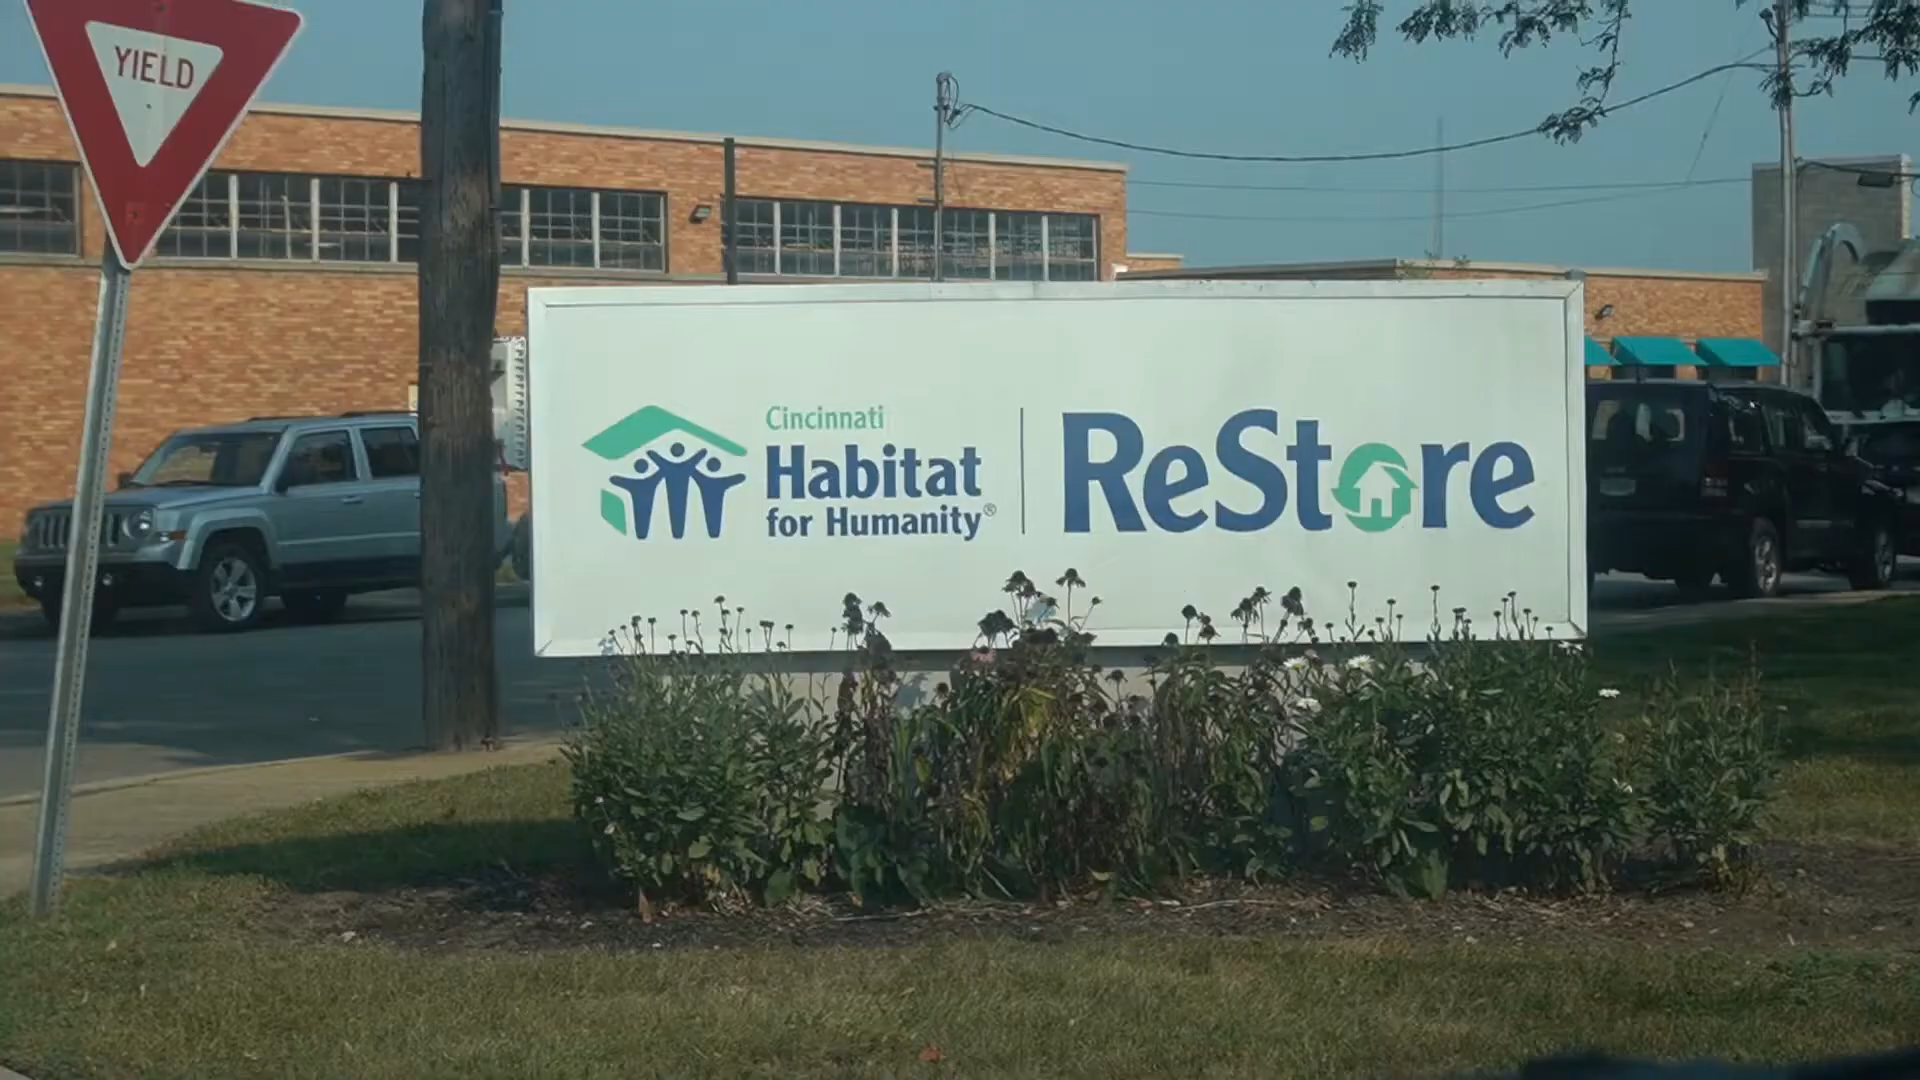 YIELD
Cincinnati
Habitat
for Humanity®
ReStore